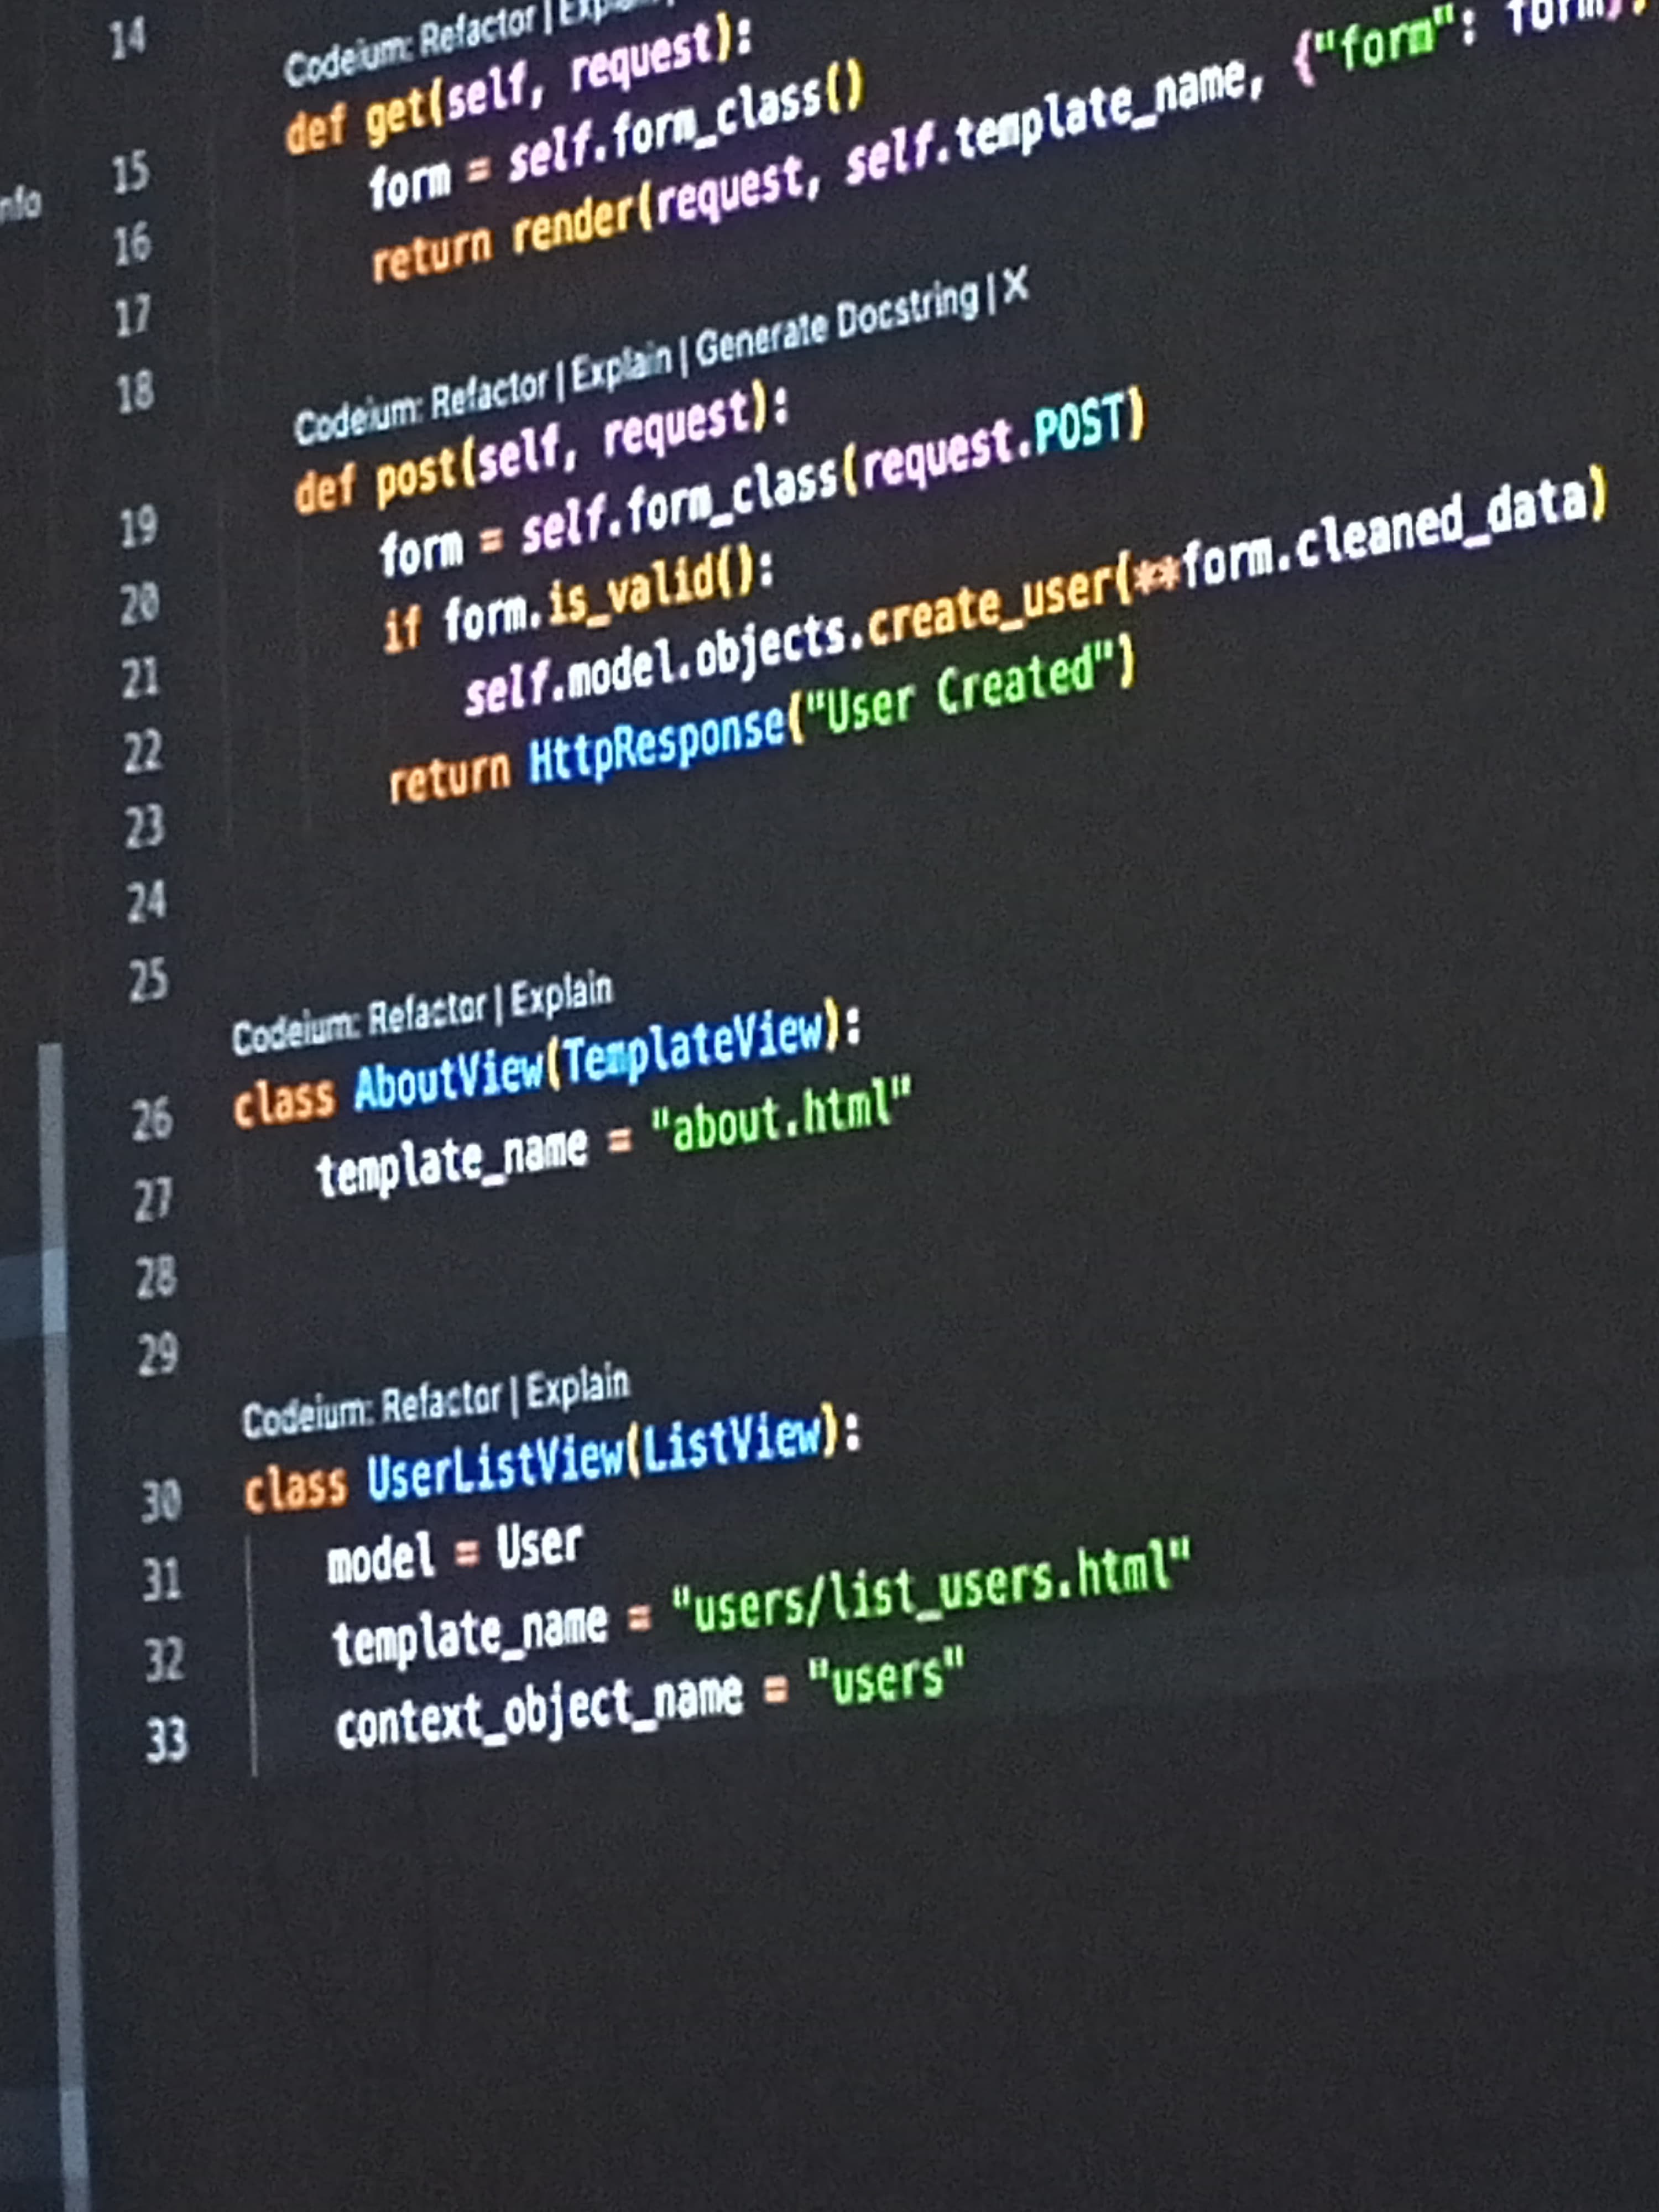 14
Codeium: Refactor | Explain
def get(self, request):
15 form = self.form_class()
16 return render(request, self.template_name, {"form": form})
nfo
17
18
Codeium: Refactor | Explain | Generate Docstring | X
def post(self, request):
19 form = self.form_class(request.POST)
20 if form.is_valid():
21 self.model.objects.create_user(**form.cleaned_data)
22 return HttpResponse("User Created")
23
24
25
Codeium: Refactor | Explain
26 class AboutView(TemplateView):
27 template_name = "about.html"
28
29
Codeium: Refactor | Explain
30 class UserListView(ListView):
31 model = User
32 template_name = "users/list_users.html"
33 context_object_name = "users"